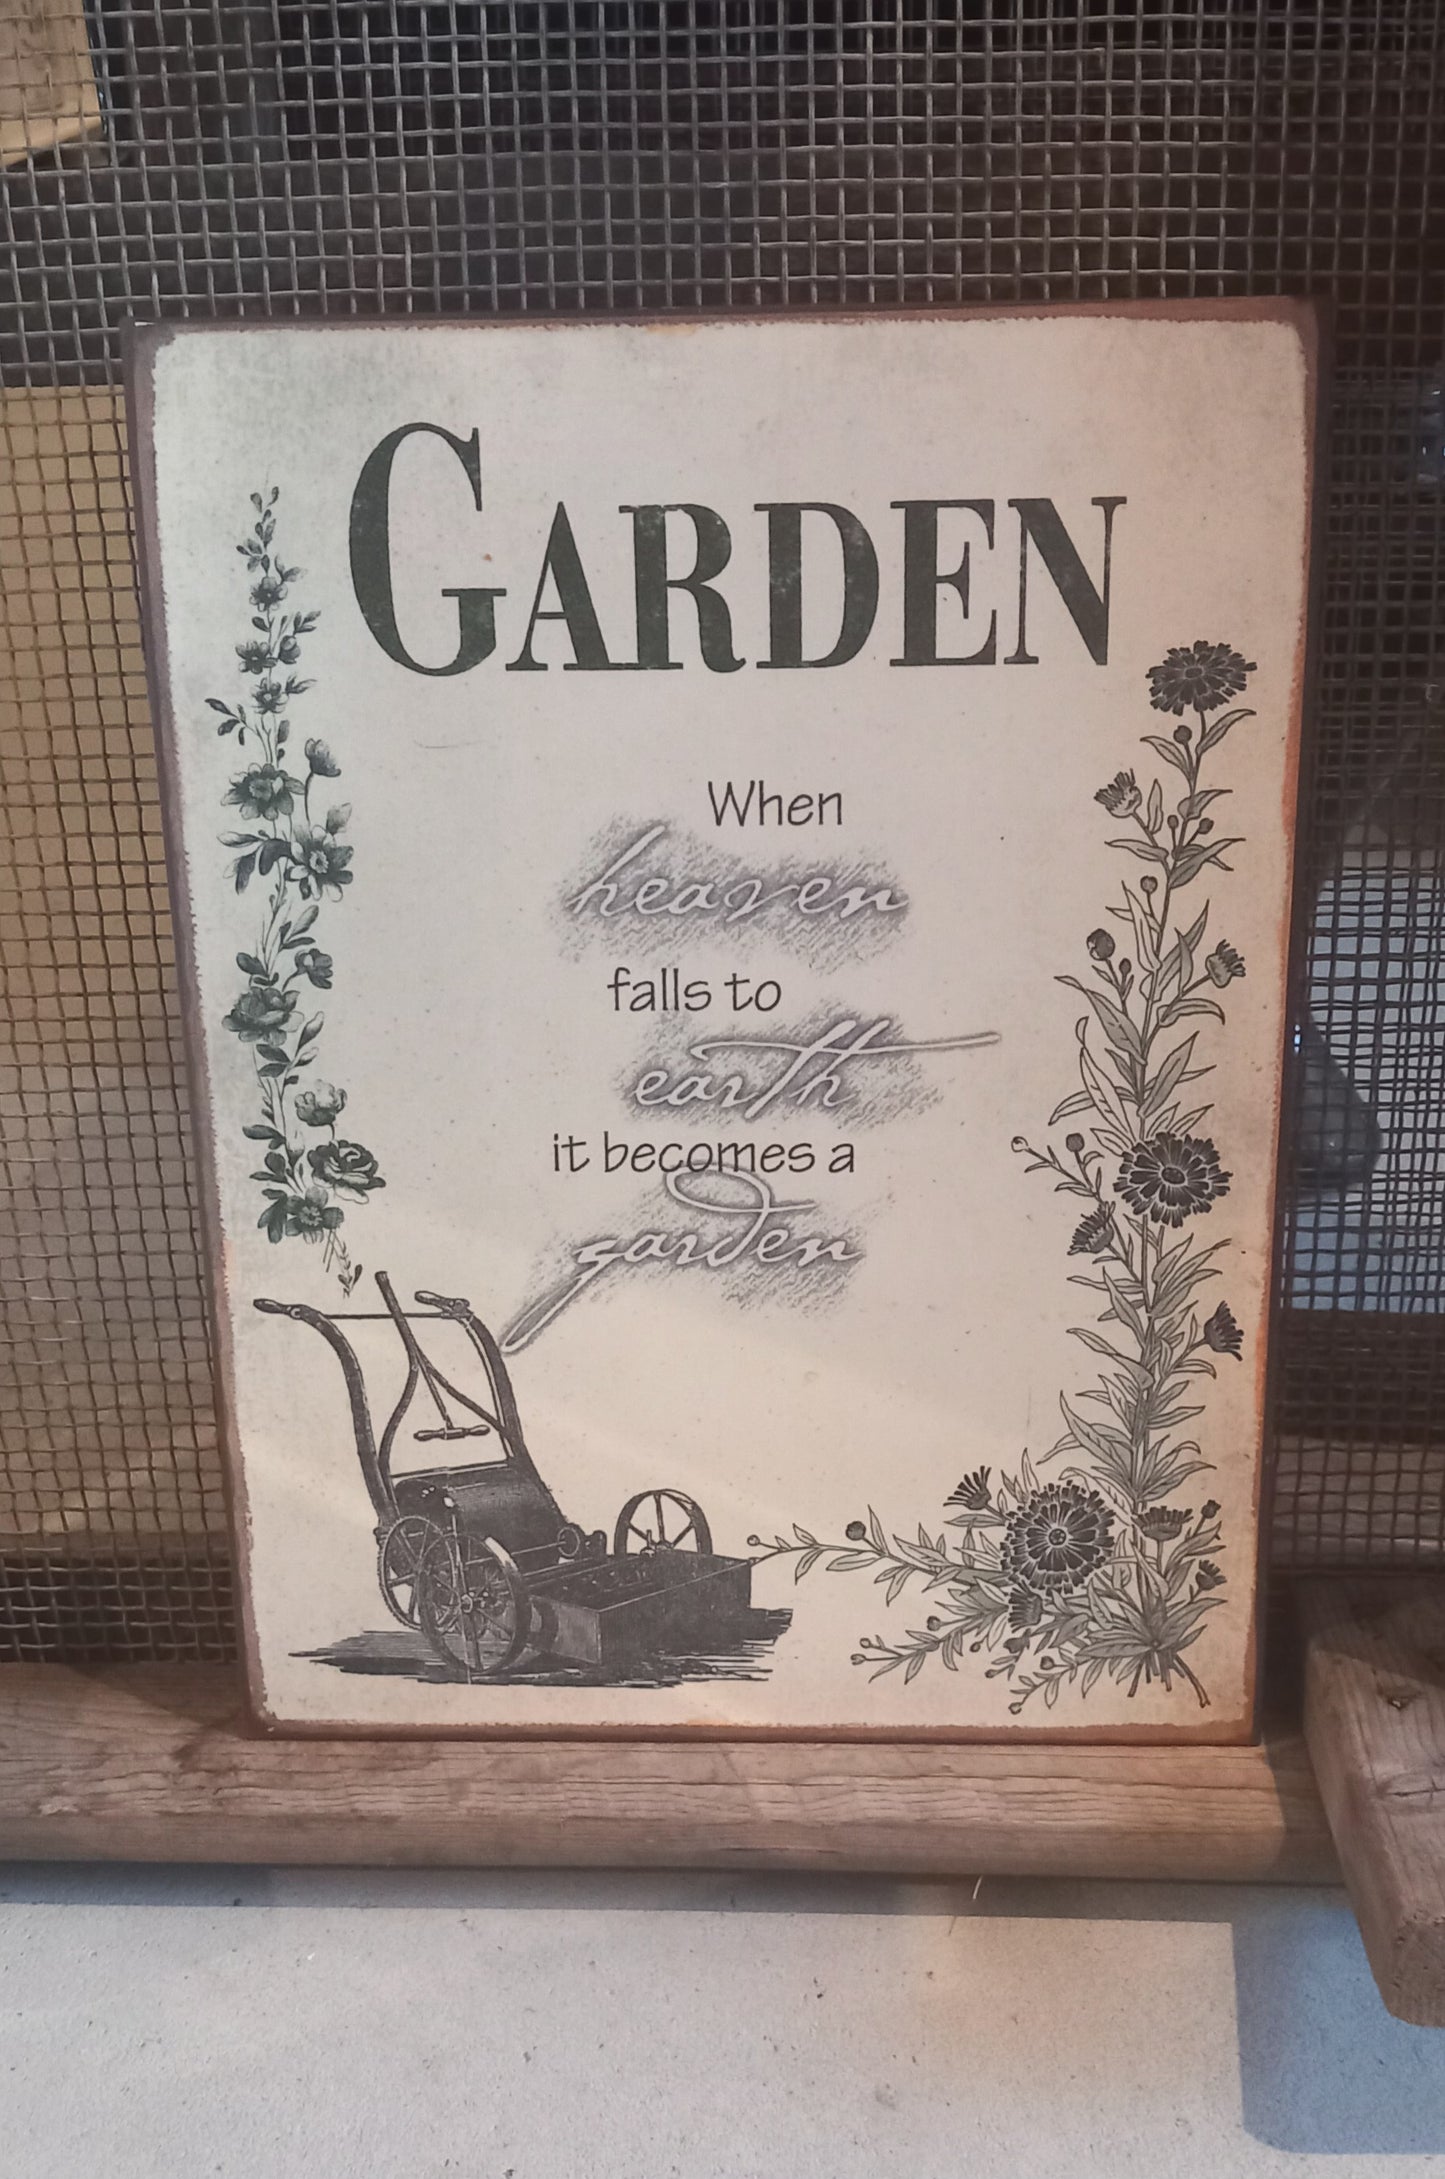 GARDEN
When
heaven
falls to
earth
it becomes a
garden